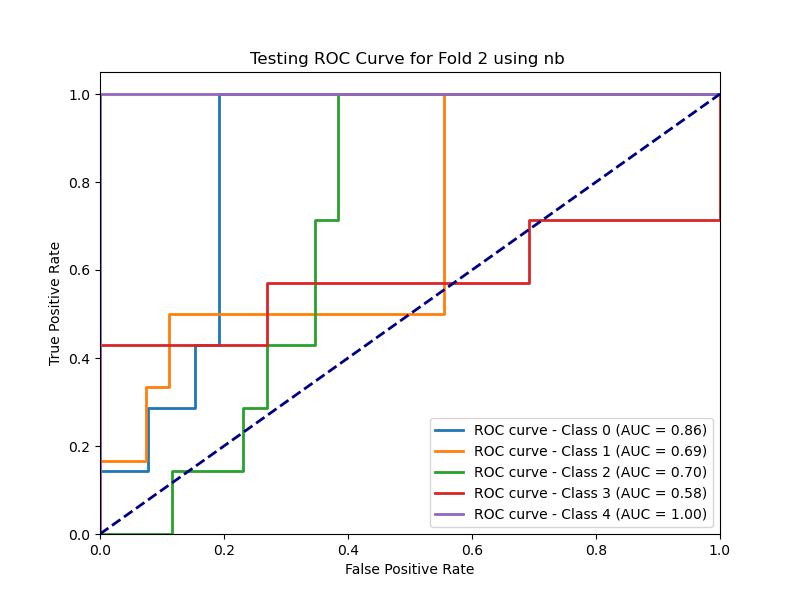 Testing ROC Curve for Fold 2 using nb
True Positive Rate
1.0
0.8
0.6
0.4
0.2
0.0
0.0 0.2 0.4 0.6 0.8 1.0
False Positive Rate
ROC curve - Class 0 (AUC = 0.86)
ROC curve - Class 1 (AUC = 0.69)
ROC curve - Class 2 (AUC = 0.70)
ROC curve - Class 3 (AUC = 0.58)
ROC curve - Class 4 (AUC = 1.00)